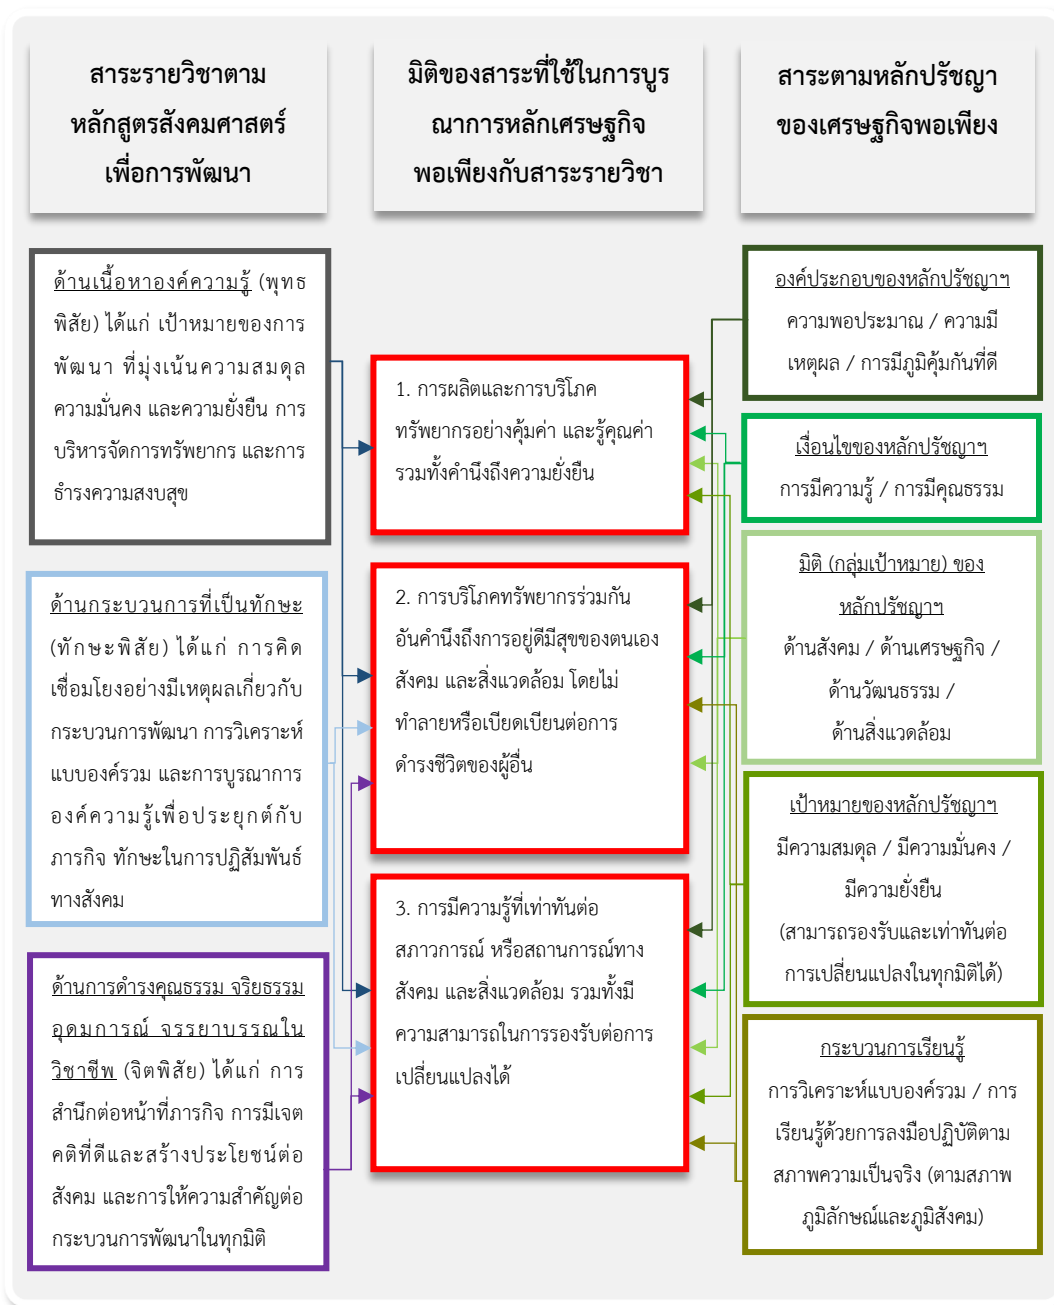 สาระรายวิชาตาม
หลักสูตรสังคมศาสตร์
เพื่อการพัฒนา
มิติของสาระที่ใช้ในการบูร
ณาการหลักเศรษฐกิจ
พอเพียงกับสาระรายวิชา
สาระตามหลักปรัชญา
ของเศรษฐกิจพอเพียง
ด้านเนื้อหาองค์ความรู้ (พุทธ
พิสัย) ได้แก่ เป้าหมายของการ
พัฒนา ที่มุ่งเน้นความสมดุล
ความมั่นคง และความยั่งยืน การ
บริหารจัดการทรัพยากร และการ
ธำรงความสงบสุข
ด้านกระบวนการที่เป็นทักษะ
(ทักษะพิสัย) ได้แก่ การคิด
เชื่อมโยงอย่างมีเหตุผลเกี่ยวกับ
กระบวนการพัฒนา การวิเคราะห์
แบบองค์รวม และการบูรณาการ
องค์ความรู้เพื่อประยุกต์กับ
ภารกิจ ทักษะในการปฏิสัมพันธ์
ทางสังคม
ด้านการดำรงคุณธรรม จริยธรรม
อุดมการณ์ จรรยาบรรณใน
วิชาชีพ (จิตพิสัย) ได้แก่ การ
สำนึกต่อหน้าที่ภารกิจ การมีเจต
คติที่ดีและสร้างประโยชน์ต่อ
สังคม และการให้ความสำคัญต่อ
กระบวนการพัฒนาในทุกมิติ
1. การผลิตและการบริโภค
ทรัพยากรอย่างคุ้มค่า และรู้คุณค่า
รวมทั้งคำนึงถึงความยั่งยืน
2. การบริโภคทรัพยากรร่วมกัน
อันคำนึงถึงการอยู่ดีมีสุขของตนเอง
สังคม และสิ่งแวดล้อม โดยไม่
ทำลายหรือเบียดเบียนต่อการ
ดำรงชีวิตของผู้อื่น
3. การมีความรู้ที่เท่าทันต่อ
สภาวการณ์ หรือสถานการณ์ทาง
สังคม และสิ่งแวดล้อม รวมทั้งมี
ความสามารถในการรองรับต่อการ
เปลี่ยนแปลงได้
องค์ประกอบของหลักปรัชญาฯ
ความพอประมาณ / ความมี
เหตุผล / การมีภูมิคุ้มกันที่ดี
เงื่อนไขของหลักปรัชญาฯ
การมีความรู้ / การมีคุณธรรม
มิติ (กลุ่มเป้าหมาย) ของ
หลักปรัชญาฯ
ด้านสังคม / ด้านเศรษฐกิจ /
ด้านวัฒนธรรม /
ด้านสิ่งแวดล้อม
เป้าหมายของหลักปรัชญาฯ
มีความสมดุล / มีความมั่นคง /
มีความยั่งยืน
(สามารถรองรับและเท่าทันต่อ
การเปลี่ยนแปลงในทุกมิติได้)
กระบวนการเรียนรู้
การวิเคราะห์แบบองค์รวม / การ
เรียนรู้ด้วยการลงมือปฏิบัติตาม
สภาพความเป็นจริง (ตามสภาพ
ภูมิลักษณ์และภูมิสังคม)